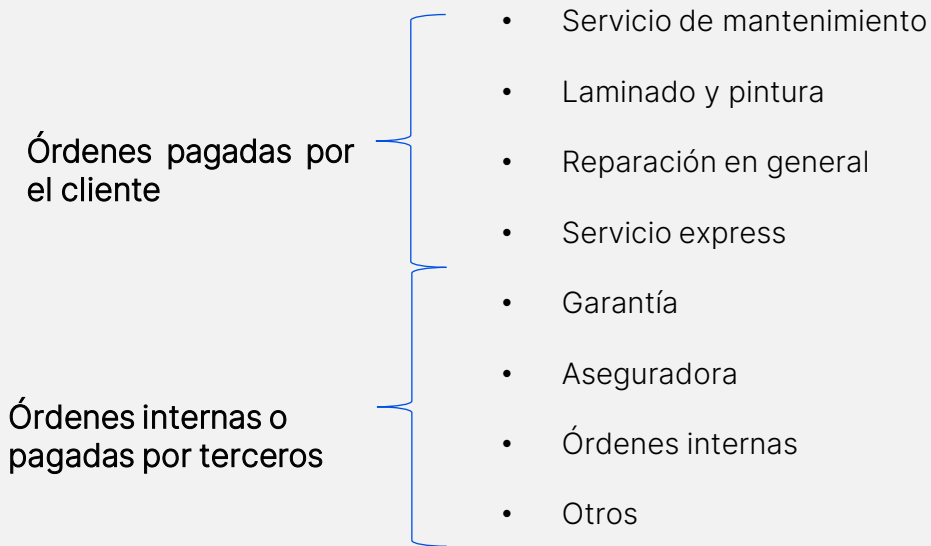 Órdenes pagadas por
el cliente
• Servicio de mantenimiento
• Laminado y pintura
• Reparación en general
• Servicio express
Órdenes internas o
pagadas por terceros
• Garantía
• Aseguradora
• Órdenes internas
• Otros